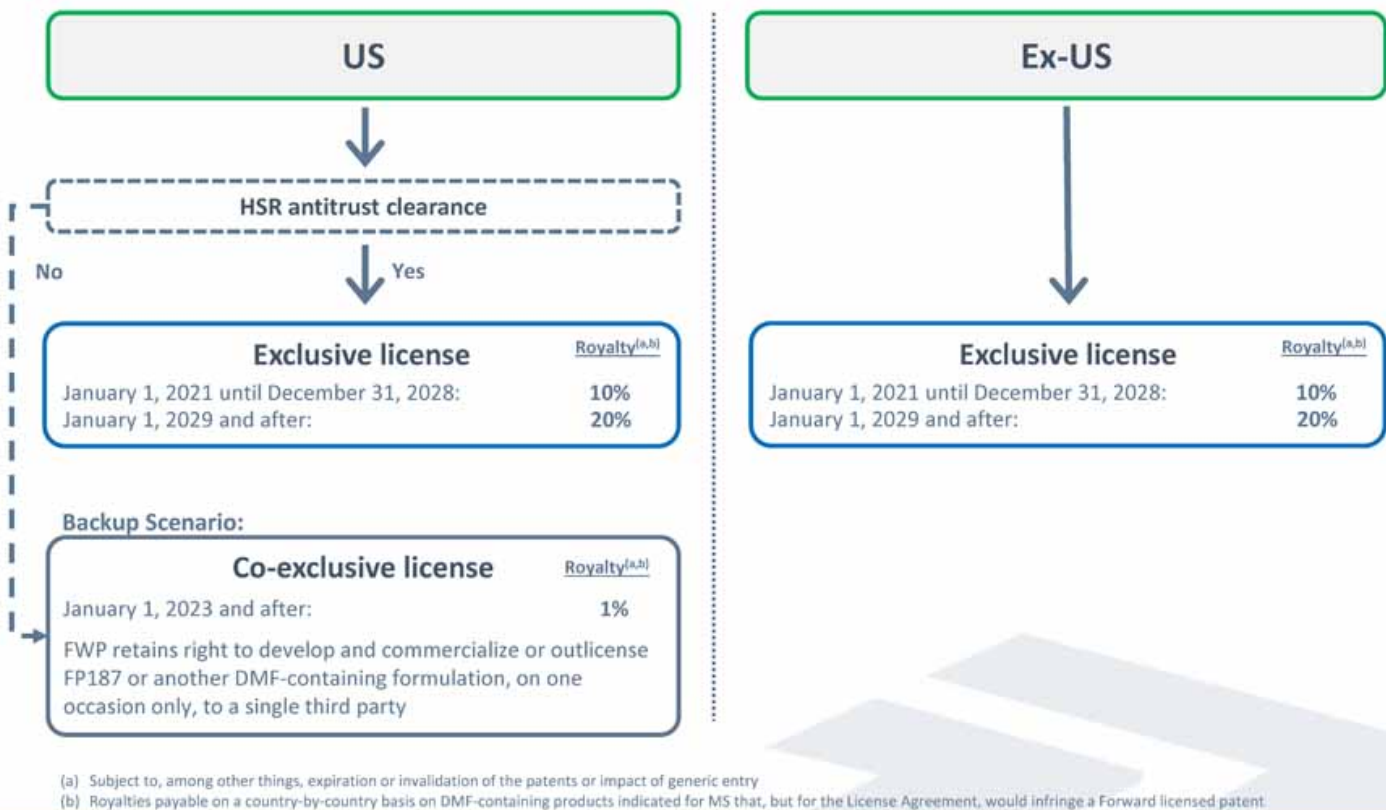 US
HSR antitrust clearance
No
Yes
Exclusive license Royalty(a,b)
January 1, 2021 until December 31, 2028: 10%
January 1, 2029 and after: 20%
Backup Scenario:
Co-exclusive license Royalty(a,b)
January 1, 2023 and after: 1%
FWP retains right to develop and commercialize or outlicense
FP187 or another DMF-containing formulation, on one
occasion only, to a single third party
Ex-US
Exclusive license Royalty(a,b)
January 1, 2021 until December 31, 2028: 10%
January 1, 2029 and after: 20%
(a) Subject to, among other things, expiration or invalidation of the patents or impact of generic entry
(b) Royalties payable on a country-by-country basis on DMF-containing products indicated for MS that, but for the License Agreement, would infringe a Forward licensed patent